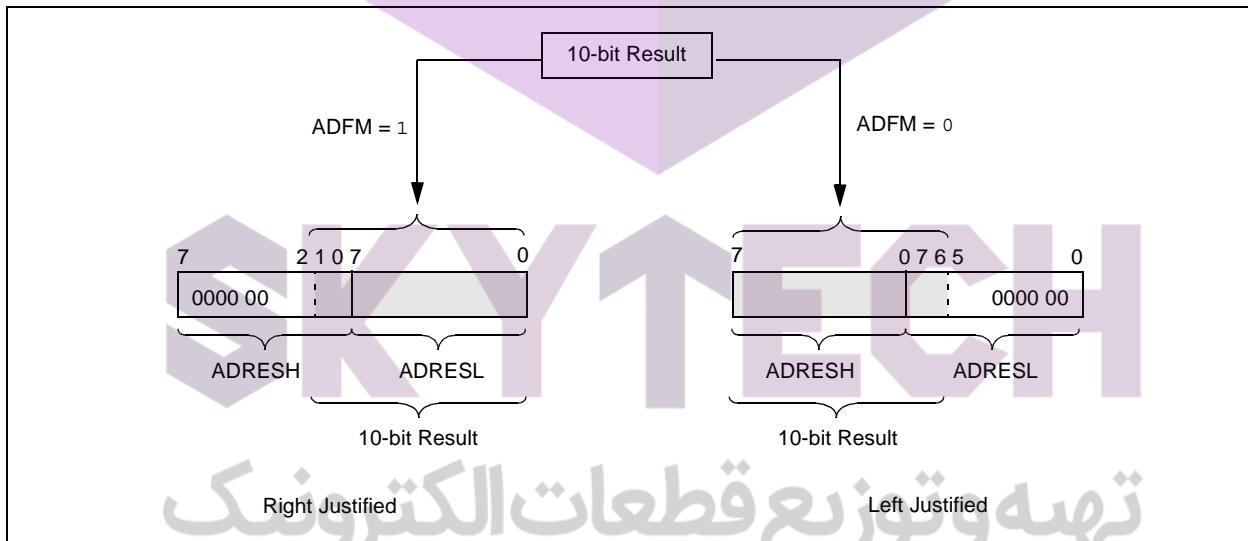 10-bit Result
ADFM = 1
ADFM = 0
7 2 1 0 7 0
7 0 7 6 5 0
0000 00
0000 00
ADRESH ADRESL
ADRESH ADRESL
10-bit Result
10-bit Result
Right Justified
Left Justified
SKYTECH
تهیه و توزیع قطعات الکترونیک